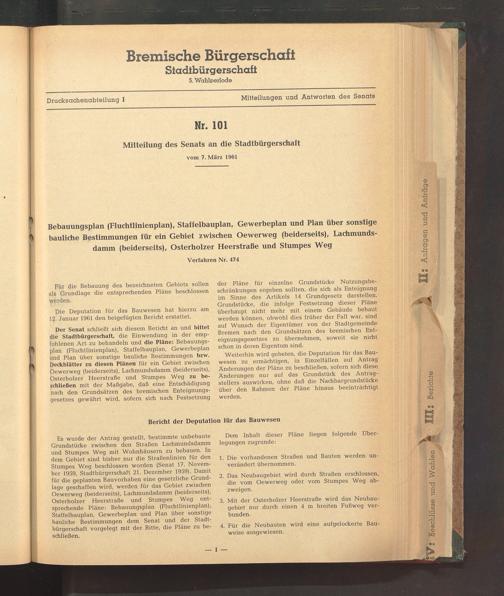 Bremische Bürgerschaft
Stadtbürgerschaft
5. Wahlperiode
Drucksachenabteilung I
Mitteilungen und Antworten des Senats
Nr. 101
Mitteilung des Senats an die Stadtbürgerschaft
vom 7. März 1961
Bebauungsplan (Fluchtlinienplan), Staffelbauplan, Gewerbeplan und Plan über sonstige
bauliche Bestimmungen für ein Gebiet zwischen Oewerweg (beiderseits), Lachmunds-
damm (beiderseits), Osterholzer Heerstraße und Stumpes Weg
Verfahren Nr. 474
Für die Bebauung des bezeichneten Gebiets sollen
als Grundlage die entsprechenden Pläne beschlossen
werden.
Die Deputation für das Bauwesen hat hierzu am
12. Januar 1961 den beigefügten Bericht erstattet.
Der Senat schließt sich diesem Bericht an und bittet
die Stadtbürgerschaft, die Einwendung in der emp-
fohlenen Art zu behandeln und die Pläne: Bebauungs-
plan (Fluchtlinienplan), Staffelbauplan, Gewerbeplan
und Plan über sonstige bauliche Bestimmungen bzw.
Deckblätter zu diesen Plänen für ein Gebiet zwischen
Oewerweg (beiderseits), Lachmundsdamm (beiderseits),
Osterholzer Heerstraße und Stumpes Weg zu be-
schließen mit der Maßgabe, daß eine Entschädigung
nach den Grundsätzen des bremischen Enteignungs-
gesetzes gewährt wird, sofern sich nach Festsetzung
der Pläne für einzelne Grundstücke Nutzungsbe-
schränkungen ergeben sollten, die sich als Enteignung
im Sinne des Artikels 14 Grundgesetz darstellen.
Grundstücke, die infolge Festsetzung dieser Pläne
überhaupt nicht mehr mit einem Gebäude bebaut
werden können, obwohl dies früher der Fall war, sind
auf Wunsch der Eigentümer von der Stadtgemeinde
Bremen nach den Grundsätzen des bremischen Ent-
eignungsgesetzes zu übernehmen, soweit sie nicht
schon in deren Eigentum sind.
Weiterhin wird gebeten, die Deputation für das Bau-
wesen zu ermächtigen, in Einzelfällen auf Antrag
Änderungen der Pläne zu beschließen, sofern sich diese
Änderungen nur auf das Grundstück des Antrag-
stellers auswirken, ohne daß die Nachbargrundstücke
über den Rahmen der Pläne hinaus beeinträchtigt
werden.
Bericht der Deputation für das Bauwesen
Es wurde der Antrag gestellt, bestimmte unbebaute
Grundstücke zwischen den Straßen Lachmundsdamm
und Stumpes Weg mit Wohnhäusern zu bebauen. In
dem Gebiet sind bisher nur die Straßenlinien für den
Stumpes Weg beschlossen worden (Senat 17. Novem-
ber 1939, Stadtbürgerschaft 21. Dezember 1939). Damit
für die geplanten Bauvorhaben eine gesetzliche Grund-
lage geschaffen wird, werden für das Gebiet zwischen
Oewerweg (beiderseits), Lachmundsdamm (beiderseits),
Osterholzer Heerstraße und Stumpes Weg ent-
sprechende Pläne: Bebauungsplan (Fluchtlinienplan),
Staffelbauplan, Gewerbeplan und Plan über sonstige
bauliche Bestimmungen dem Senat und der Stadt-
bürgerschaft vorgelegt mit der Bitte, die Pläne zu be-
schließen.
Dem Inhalt dieser Pläne liegen folgende Über-
legungen zugrunde:
1. Die vorhandenen Straßen und Bauten werden un-
verändert übernommen.
2. Das Neubaugebiet wird durch Straßen erschlossen,
die vom Oewerweg oder vom Stumpes Weg ab-
zweigen.
3. Mit der Osterholzer Heerstraße wird das Neubau-
gebiet nur durch einen 4 m breiten Fußweg ver-
bunden.
4. Für die Neubauten wird eine aufgelockerte Bau-
weise ausgewiesen.
— 1 —
II: Anfragen und Anträge
III: Berichte
IV: Beschlüsse und Wahlen